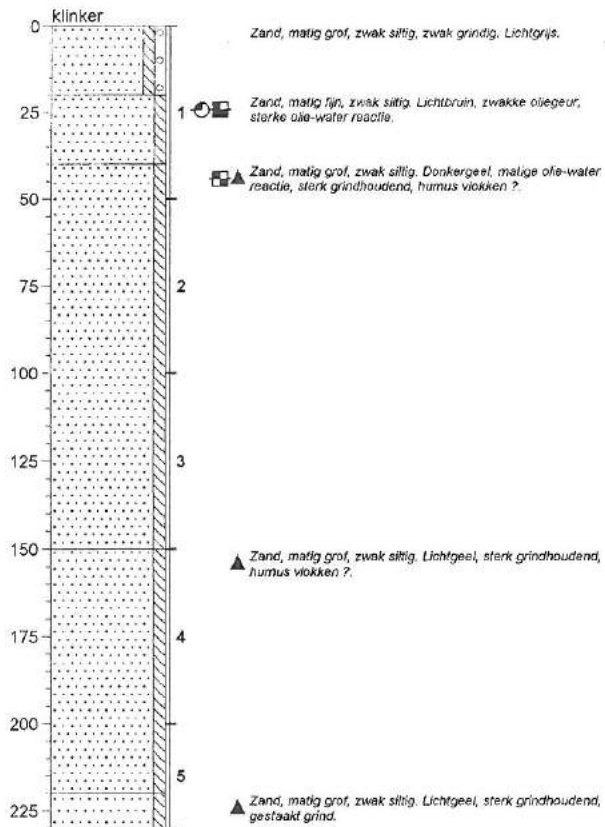 klinker
0
Zand, matig grof, zwak siltig, zwak grindig. Lichtgrijs.
25
1
Zand, matig fijn, zwak siltig. Lichtbruin, zwakke oliegeur,
sterke olie-water reactie.
Zand, matig grof, zwak siltig. Donkergeel, matige olie-water
reactie, sterk grindhoudend, humus vlokken ?.
50
75
2
100
125
3
150
Zand, matig grof, zwak siltig. Lichtgeel, sterk grindhoudend,
humus vlokken ?.
175
4
200
5
225
Zand, matig grof, zwak siltig. Lichtgeel, sterk grindhoudend,
gestaakt grind.